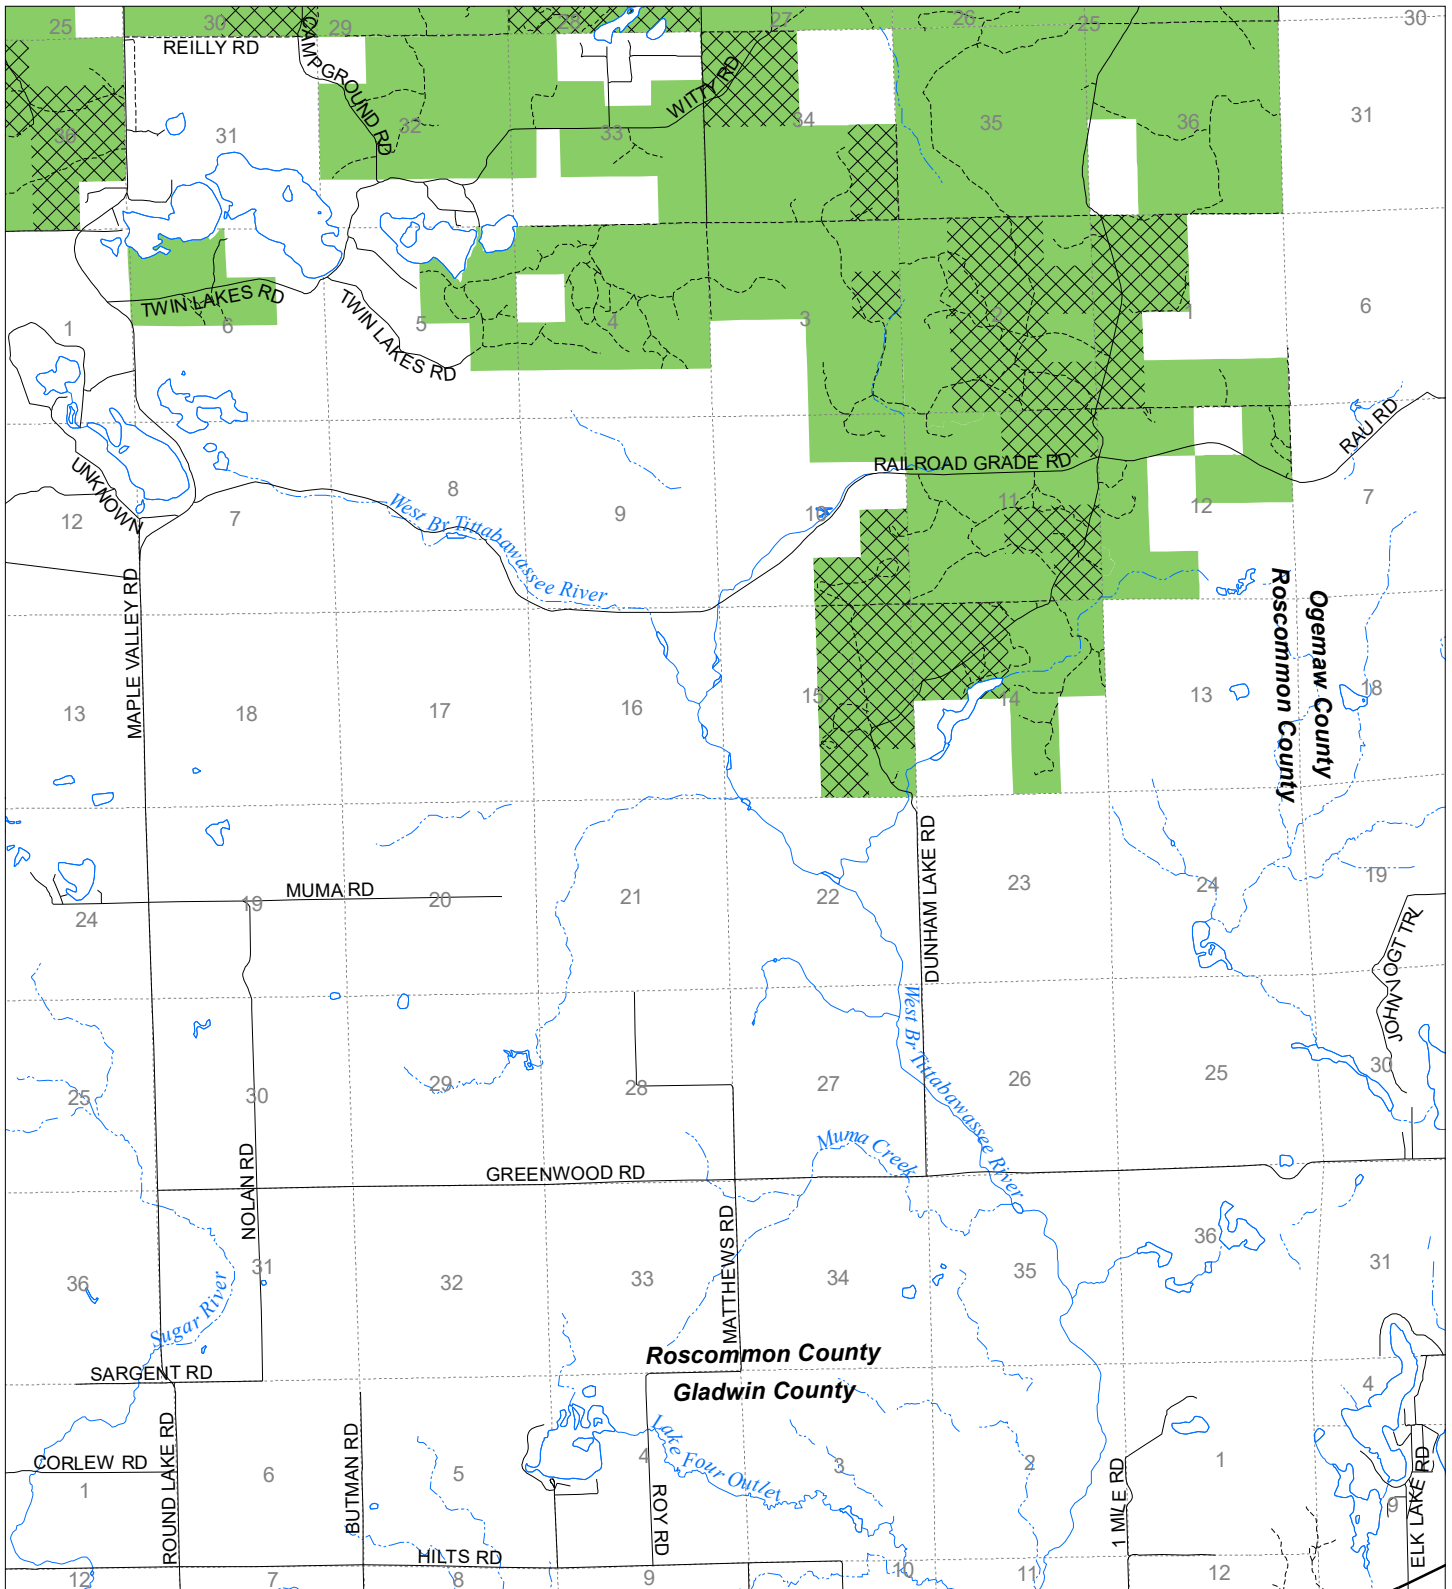 25
30
29
28
27
26
25
30
REILLY RD
CAMPGROUND RD
WITTY RD
36
31
32
33
34
35
36
31
TWIN LAKES RD
TWIN LAKES RD
1
6
5
4
3
2
1
6
RAU RD
RAILROAD GRADE RD
UNKNOWN
12
7
8
9
10
11
12
7
West Br Tittabawassee River
MAPLE VALLEY RD
Ogemaw County
Roscommon County
13
18
17
16
15
14
13
18
MUMA RD
DUNHAM LAKE RD
24
19
20
21
22
23
24
19
JOHN VOGT TRL
West Br Tittabawassee River
25
30
29
28
27
26
25
30
Muma Creek
GREENWOOD RD
NOLAN RD
MATTHEWS RD
36
31
32
33
34
35
36
31
Sugar River
SARGENT RD
Roscommon County
Gladwin County
4
CORLEW RD
ROUND LAKE RD
BUTMAN RD
Lake Four Outlet
ROY RD
1 MILE RD
ELK LAKE RD
1
6
5
4
3
2
1
9
HILTS RD
12
7
8
9
10
11
12